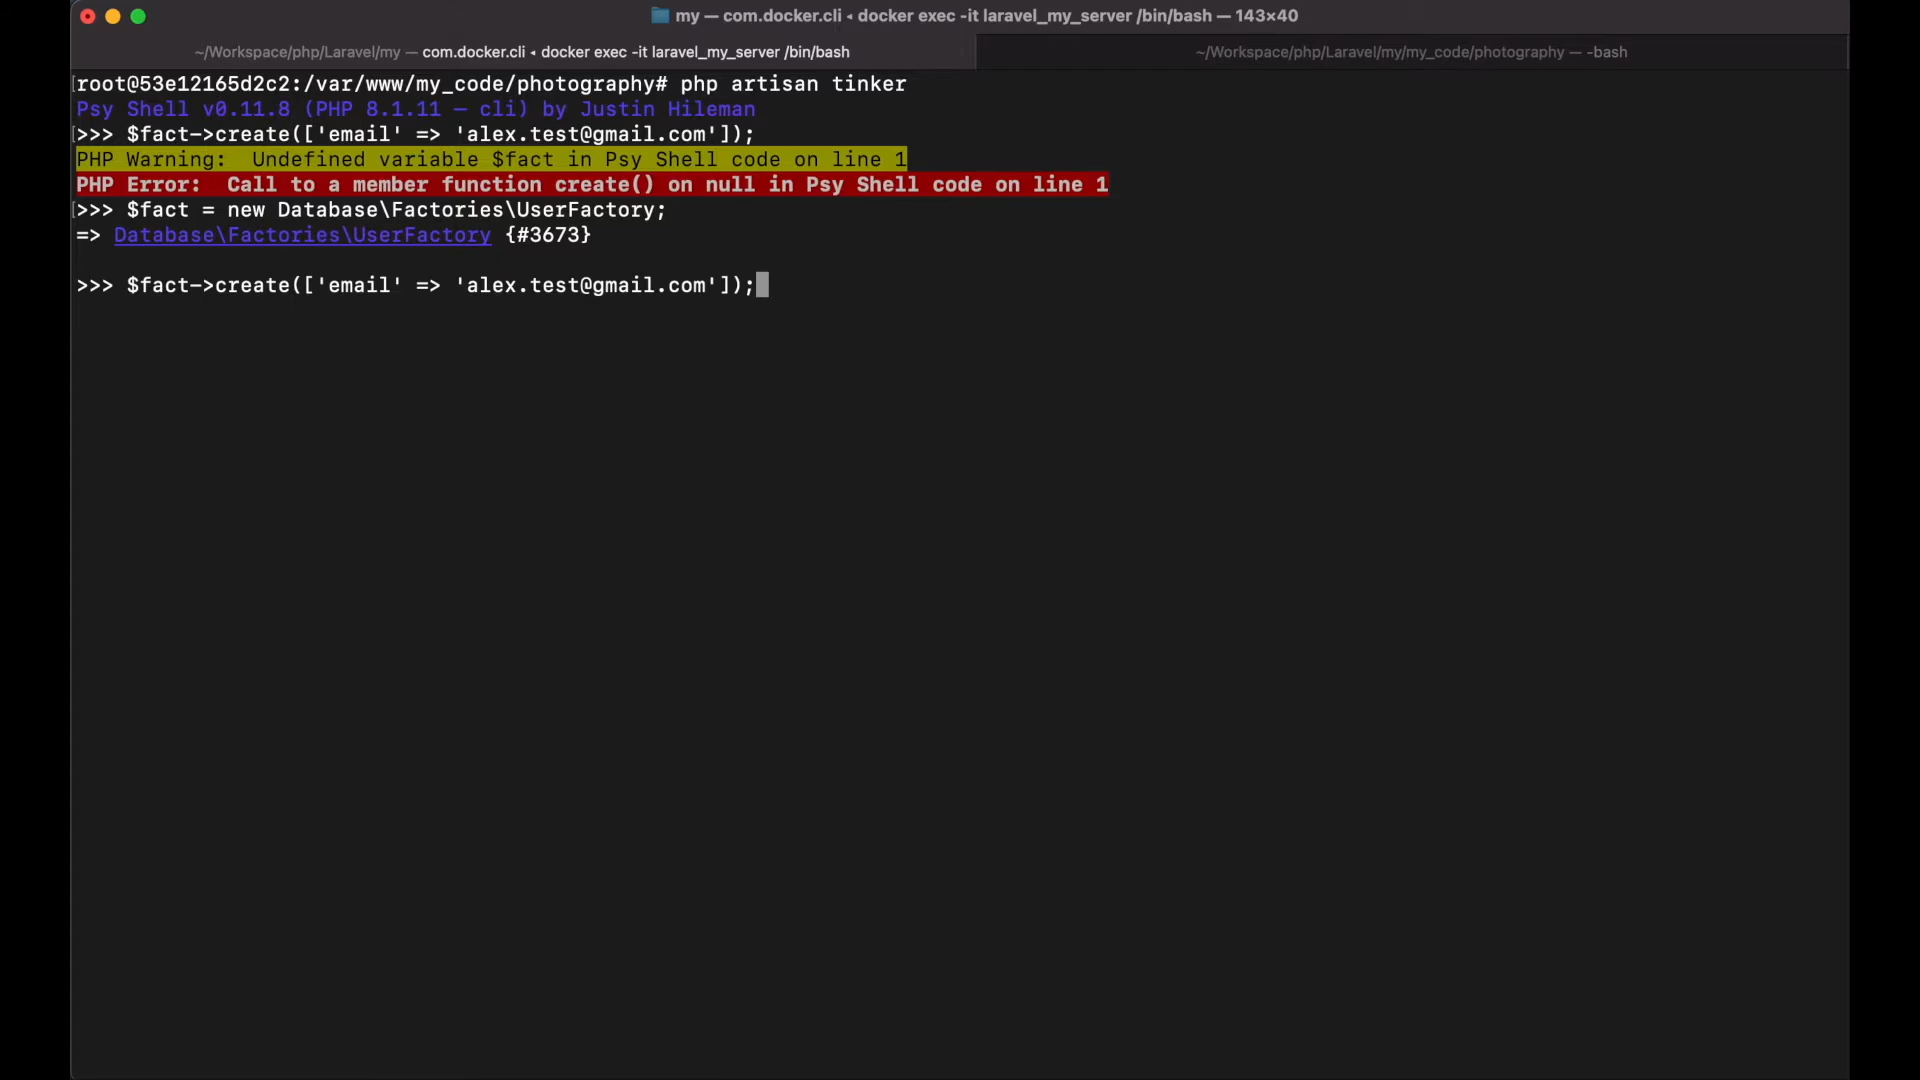 my — com.docker.cli ◂ docker exec -it laravel_my_server /bin/bash — 143×40
~/Workspace/php/Laravel/my — com.docker.cli ◂ docker exec -it laravel_my_server /bin/bash
~/Workspace/php/Laravel/my/my_code/photography — -bash
root@53e12165d2c2:/var/www/my_code/photography# php artisan tinker
Psy Shell v0.11.8 (PHP 8.1.11 — cli) by Justin Hileman
>>> $fact->create(['email' => 'alex.test@gmail.com']);
PHP Warning:  Undefined variable $fact in Psy Shell code on line 1
PHP Error:  Call to a member function create() on null in Psy Shell code on line 1
>>> $fact = new Database\Factories\UserFactory;
=> Database\Factories\UserFactory {#3673}
>>> $fact->create(['email' => 'alex.test@gmail.com']);